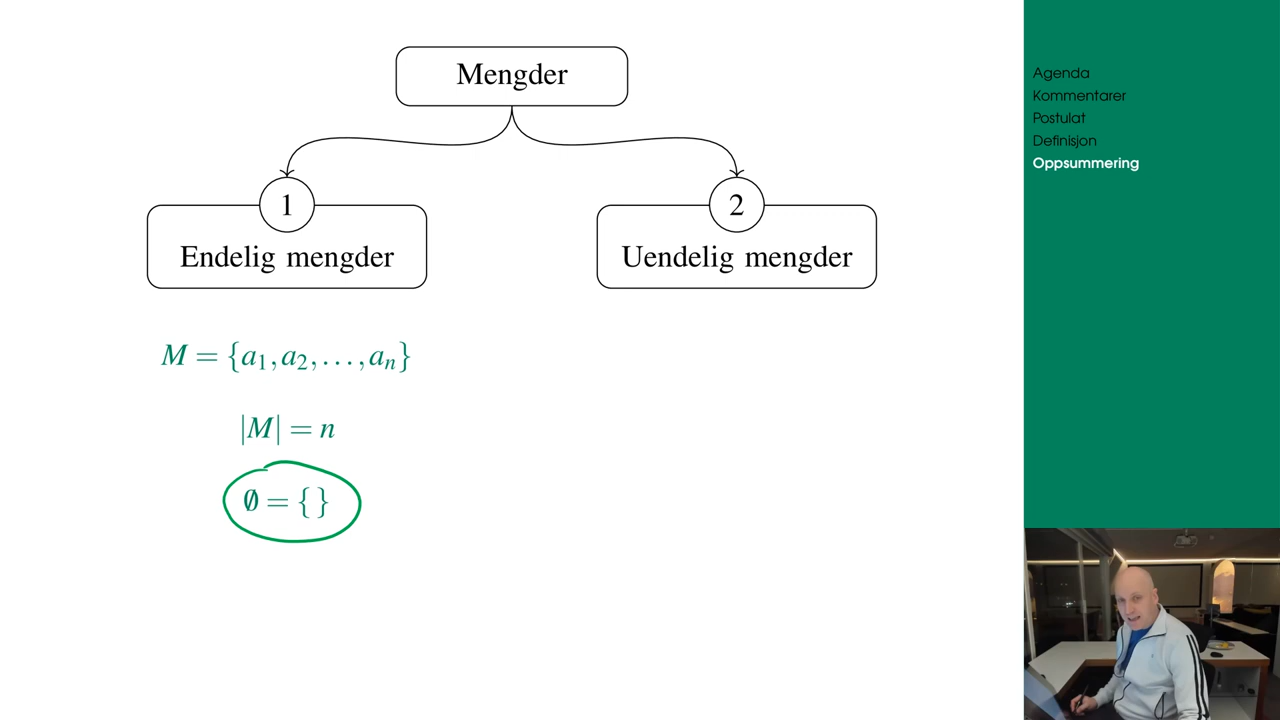 Mengder
1
2
Endelig mengder
Uendelig mengder
M = {a₁, a₂, ..., aₙ}
|M| = n
∅ = { }
Agenda
Kommentarer
Postulat
Definisjon
Oppsummering